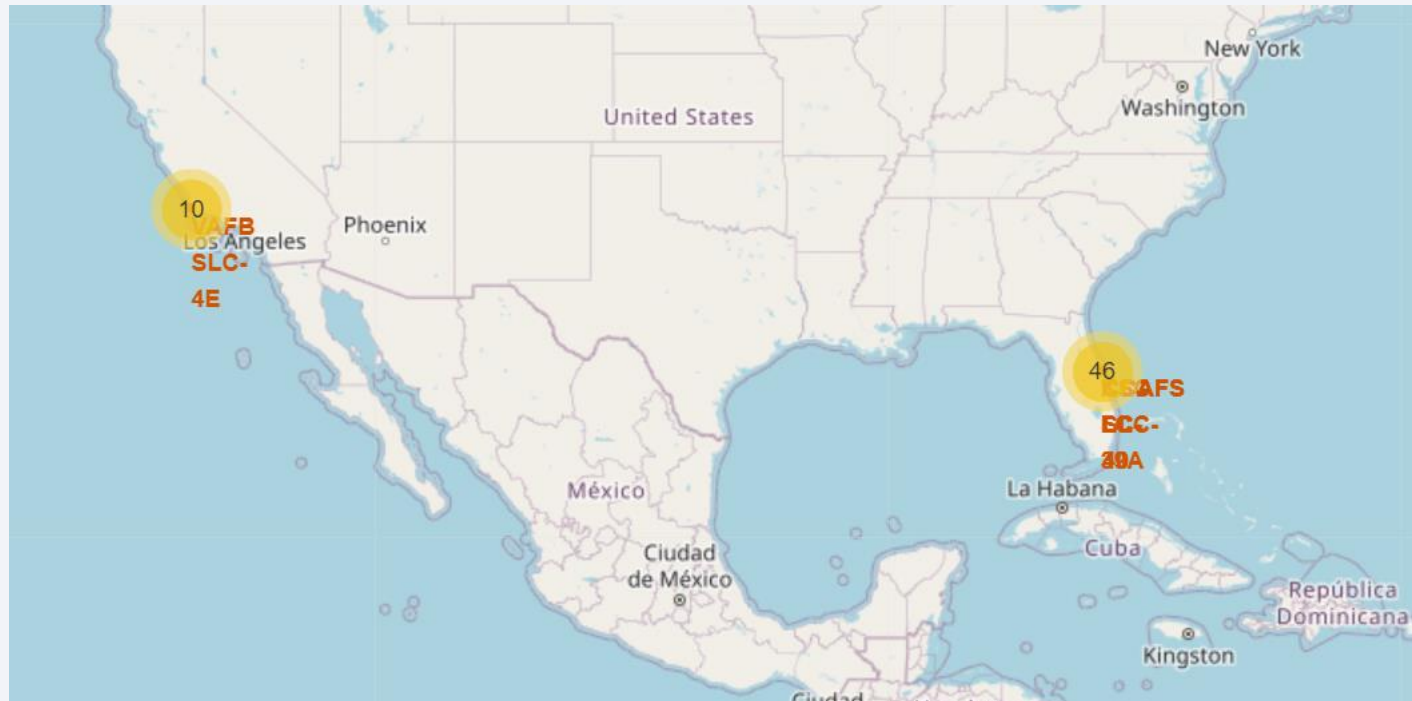 New York
Washington
United States
10
VAFB
SLC-
4E
Los Angeles
Phoenix
46
La Habana
México
Cuba
Ciudad
de México
República
Dominicana
Kingston
Ciudad